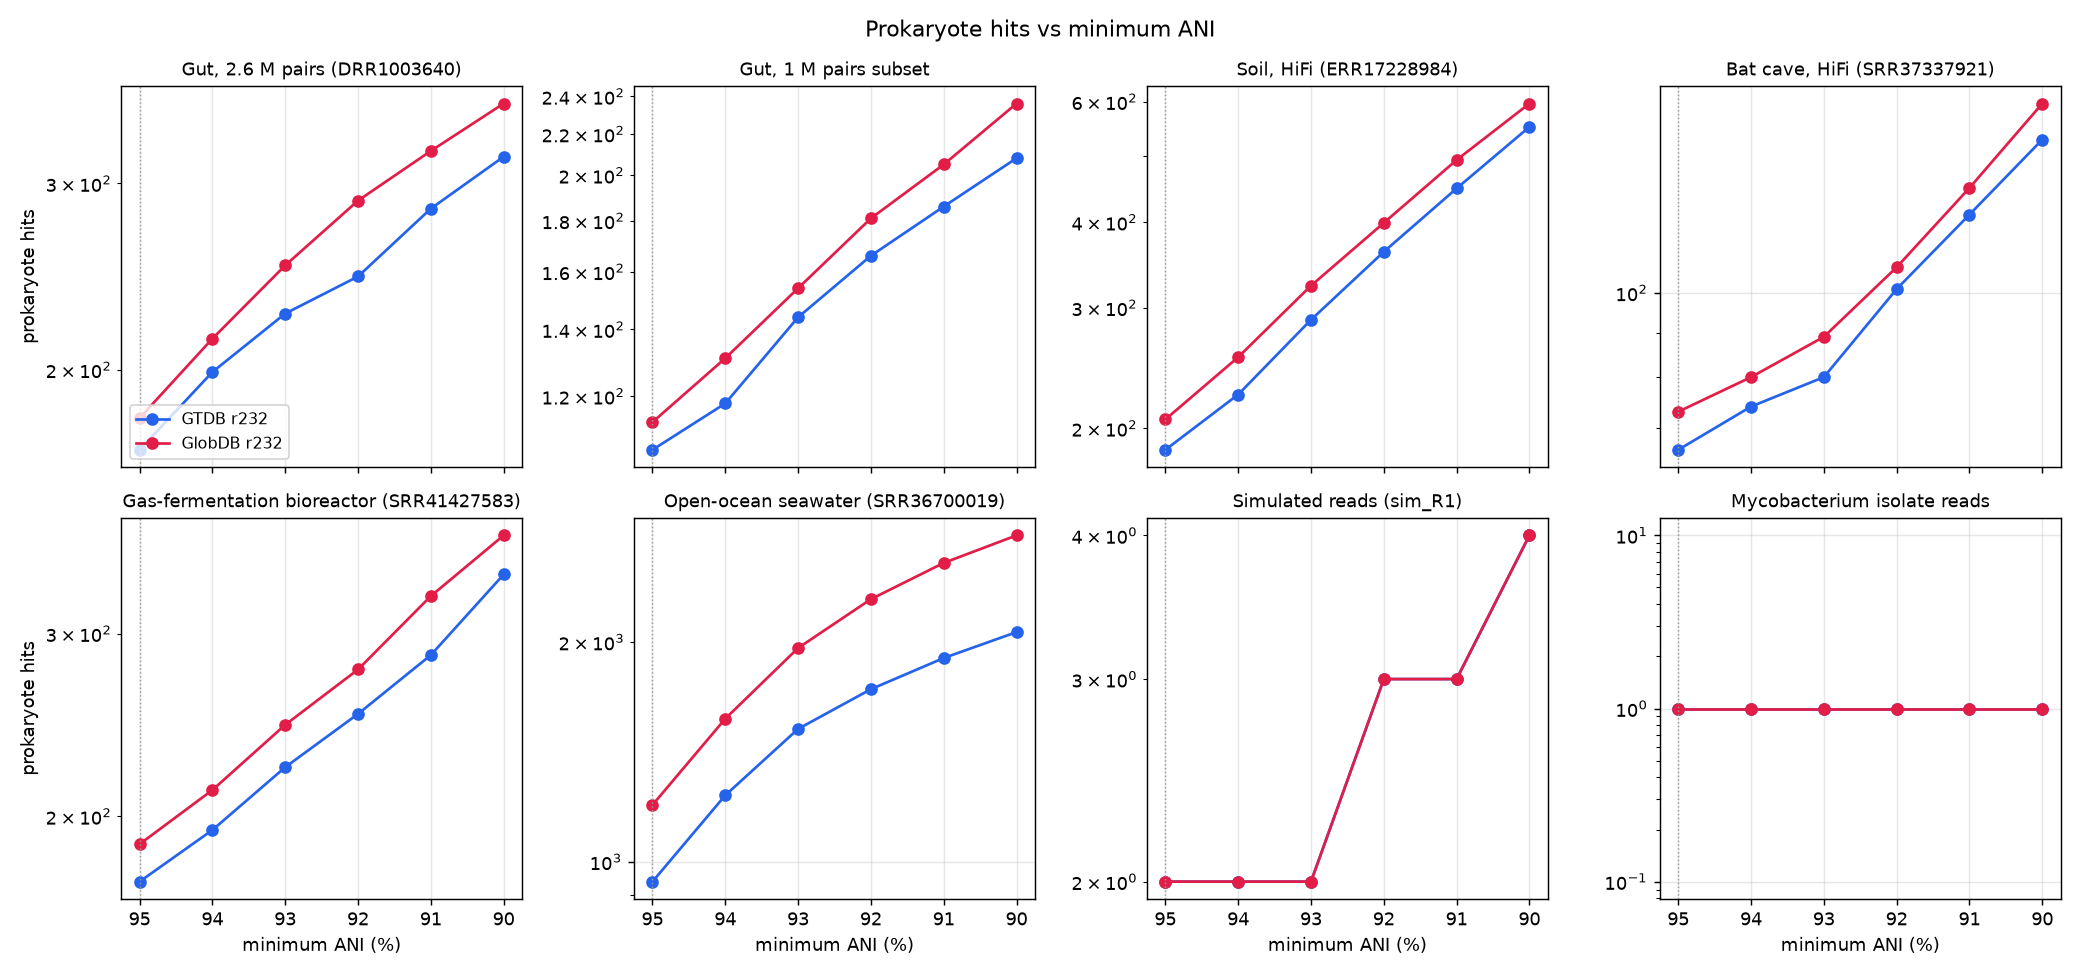 Prokaryote hits vs minimum ANI
Gut, 2.6 M pairs (DRR1003640)
3 × 10²
2 × 10²
prokaryote hits
GTDB r232
GlobDB r232
Gut, 1 M pairs subset
2.4 × 10²
2.2 × 10²
2 × 10²
1.8 × 10²
1.6 × 10²
1.4 × 10²
1.2 × 10²
Soil, HiFi (ERR17228984)
6 × 10²
4 × 10²
3 × 10²
2 × 10²
Bat cave, HiFi (SRR37337921)
10²
Gas-fermentation bioreactor (SRR41427583)
3 × 10²
2 × 10²
prokaryote hits
95 94 93 92 91 90
minimum ANI (%)
Open-ocean seawater (SRR36700019)
2 × 10³
10³
95 94 93 92 91 90
minimum ANI (%)
Simulated reads (sim_R1)
4 × 10⁰
3 × 10⁰
2 × 10⁰
95 94 93 92 91 90
minimum ANI (%)
Mycobacterium isolate reads
10¹
10⁰
10⁻¹
95 94 93 92 91 90
minimum ANI (%)